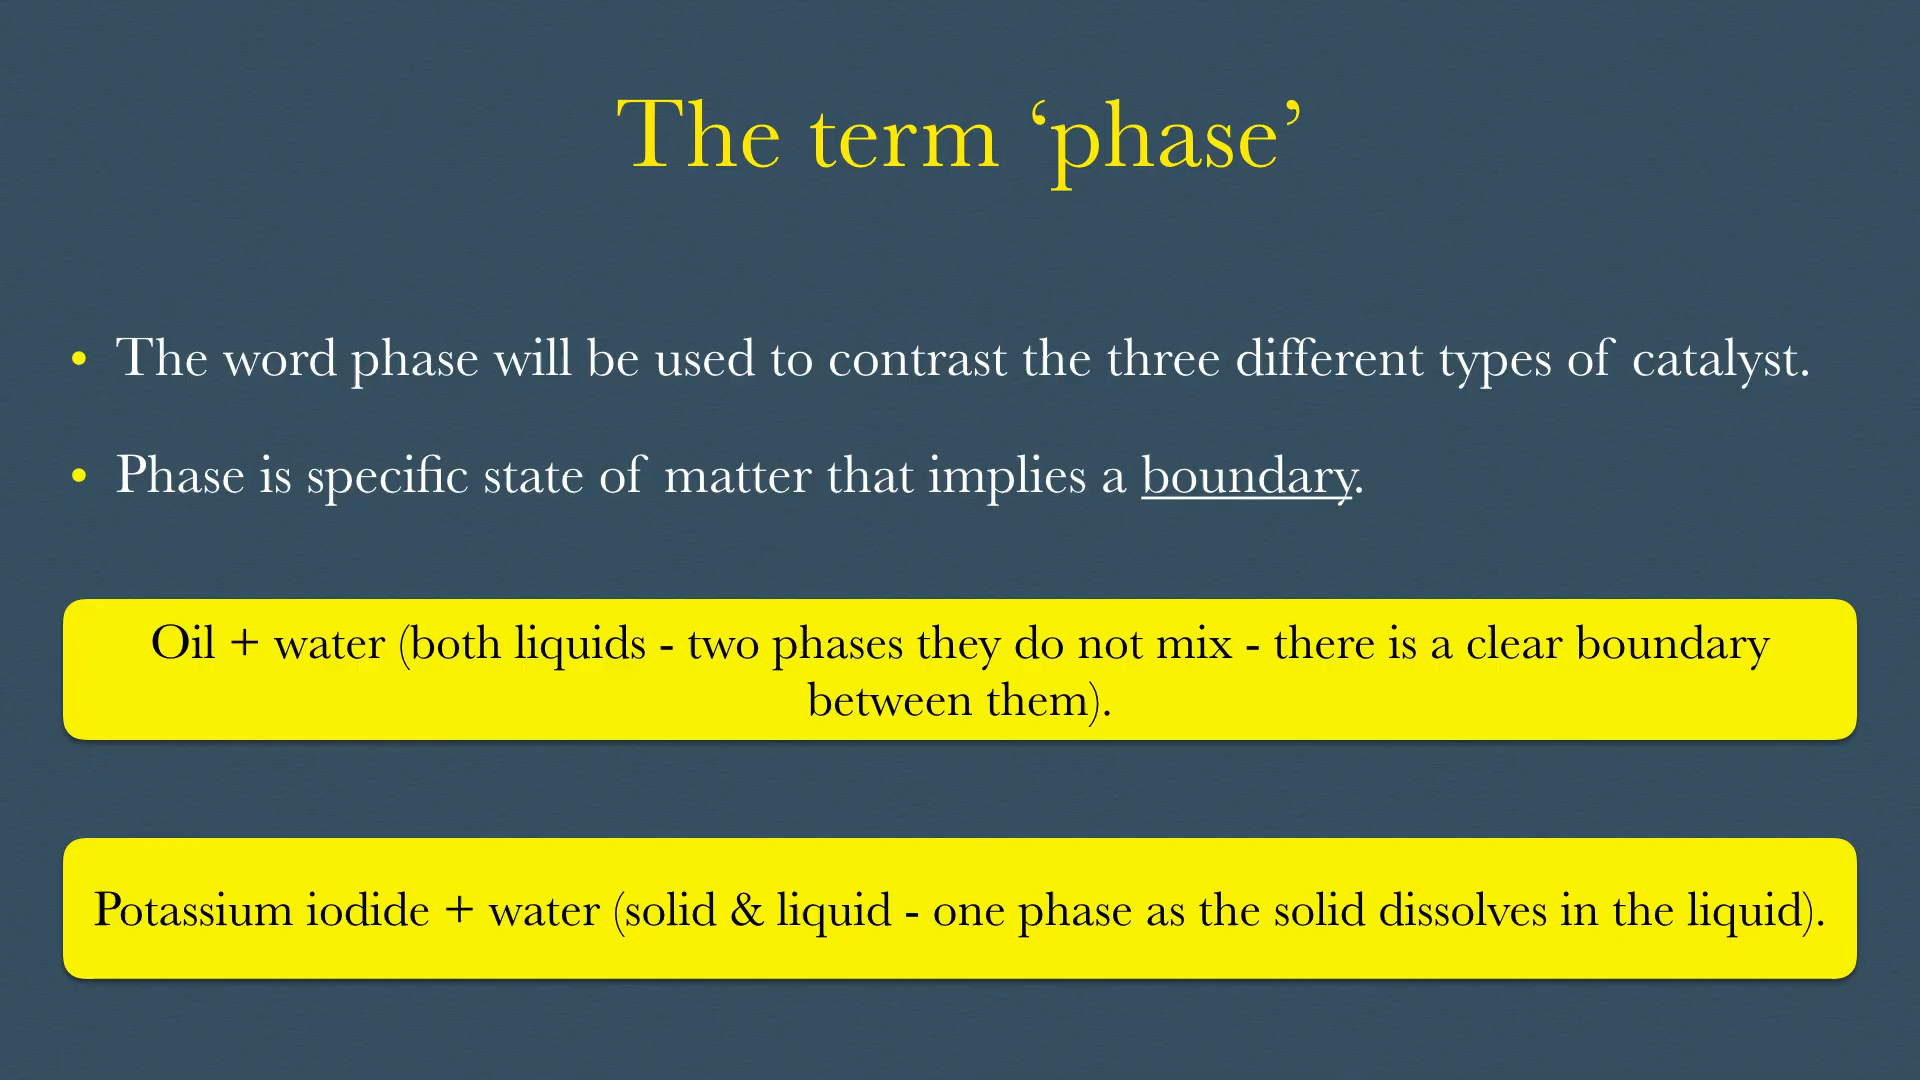 The term ‘phase’
• The word phase will be used to contrast the three different types of catalyst.
• Phase is specific state of matter that implies a boundary.
Oil + water (both liquids - two phases they do not mix - there is a clear boundary
between them).
Potassium iodide + water (solid & liquid - one phase as the solid dissolves in the liquid).